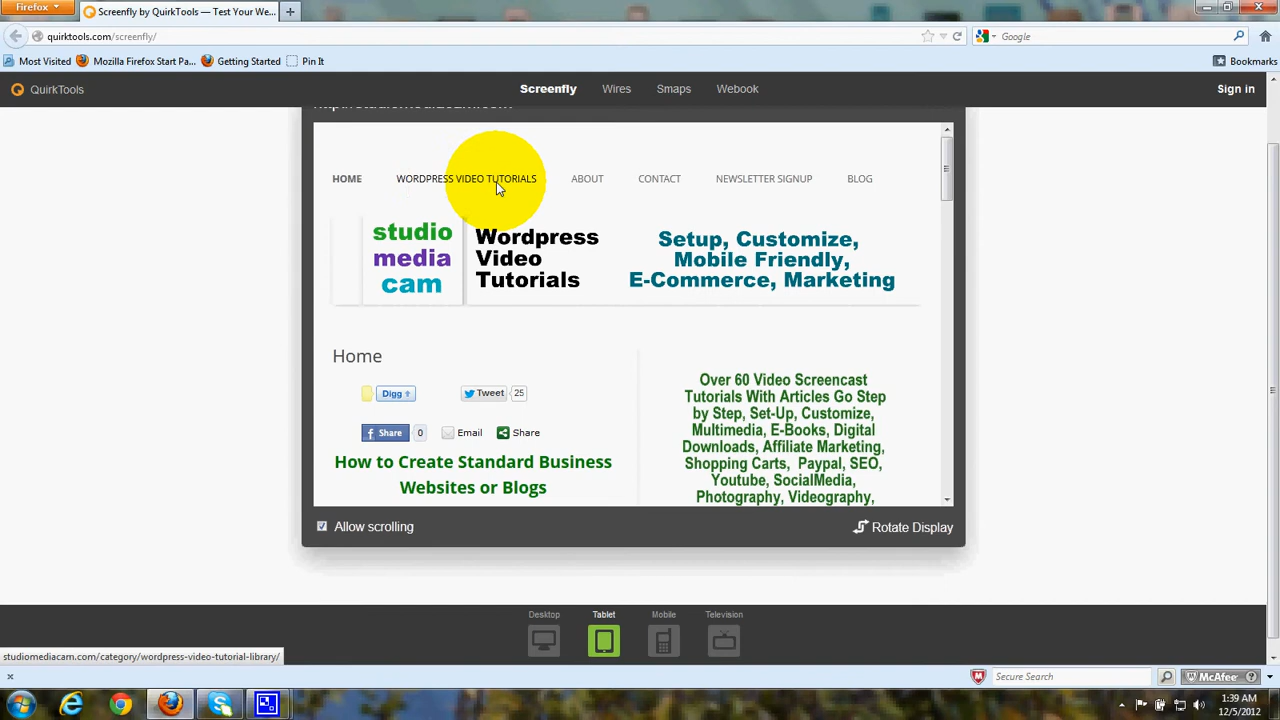 Firefox
Screenfly by QuirkTools — Test Your We...
quirktools.com/screenfly/
Google
Most Visited
Mozilla Firefox Start Pa...
Getting Started
Pin It
Bookmarks
QuirkTools
Screenfly
Wires
Smaps
Webook
Sign in
HOME
WORDPRESS VIDEO TUTORIALS
ABOUT
CONTACT
NEWSLETTER SIGNUP
BLOG
studio
media
cam
Wordpress
Video
Tutorials
Setup, Customize,
Mobile Friendly,
E-Commerce, Marketing
Home
Digg
Tweet 25
Share 0
Email
Share
How to Create Standard Business
Websites or Blogs
Over 60 Video Screencast
Tutorials With Articles Go Step
by Step, Set-Up, Customize,
Multimedia, E-Books, Digital
Downloads, Affiliate Marketing,
Shopping Carts, Paypal, SEO,
Youtube, SocialMedia,
Photography, Videography,
Allow scrolling
Rotate Display
Desktop
Tablet
Mobile
Television
studiomediacam.com/category/wordpress-video-tutorial-library/
Secure Search
McAfee
1:39 AM
12/5/2012